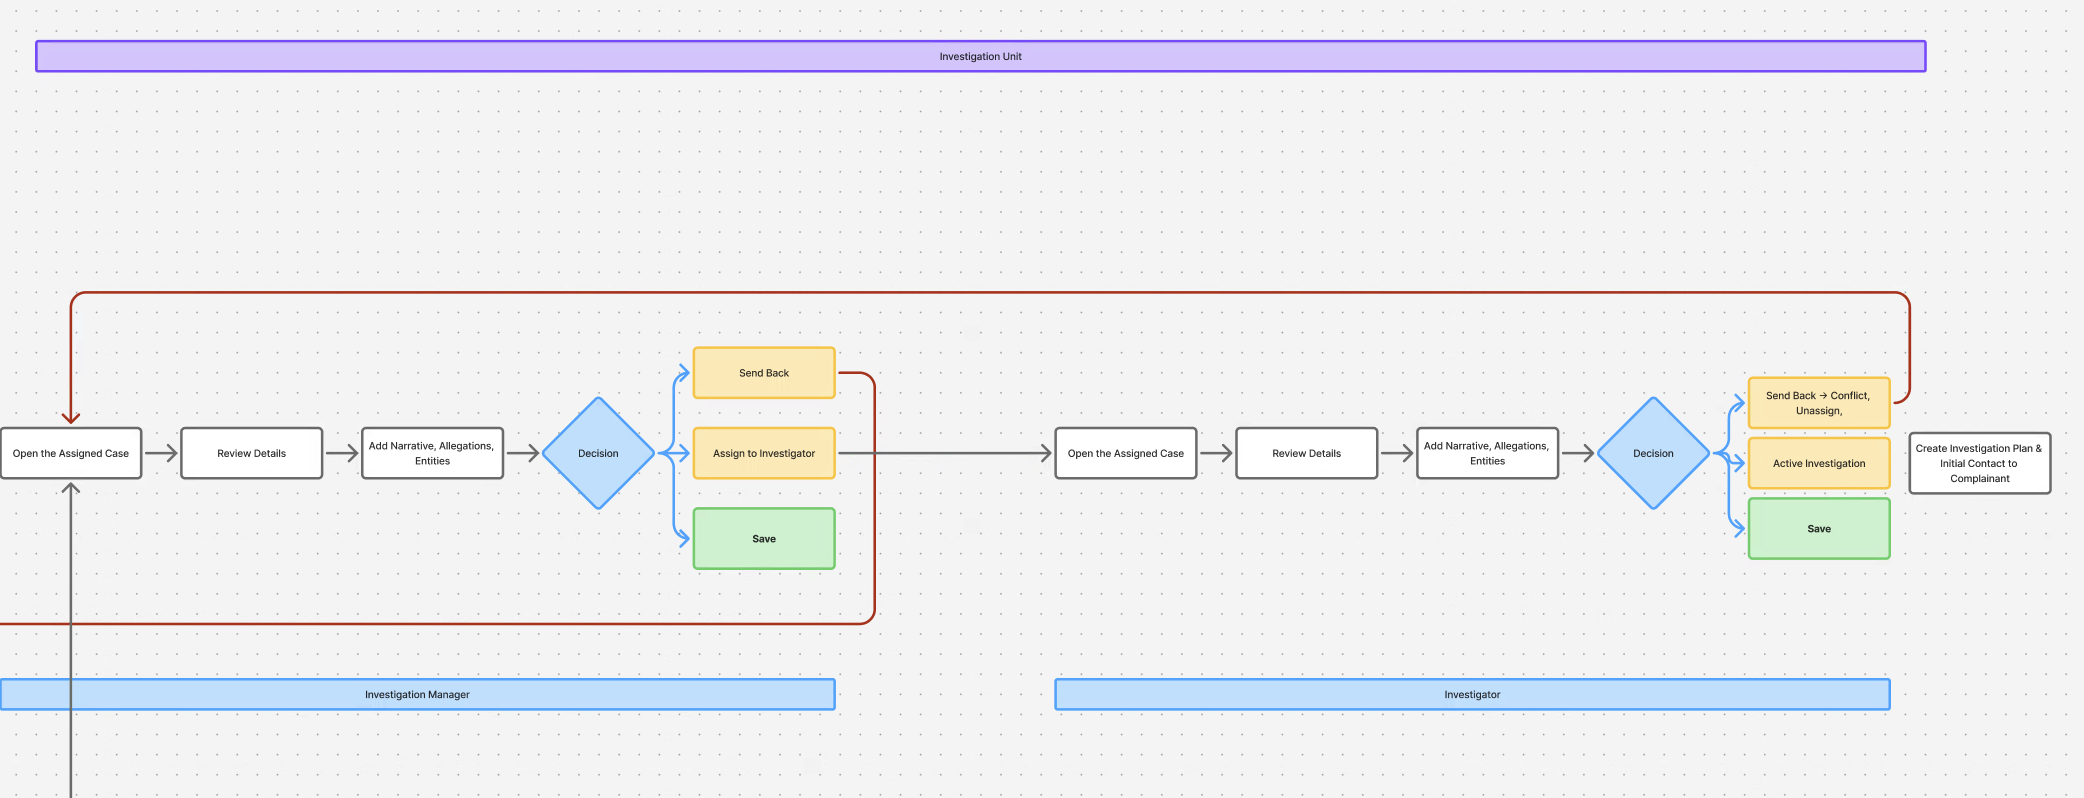 Investigation Unit
Open the Assigned Case
Review Details
Add Narrative, Allegations,
Entities
Decision
Send Back
Assign to Investigator
Save
Open the Assigned Case
Review Details
Add Narrative, Allegations,
Entities
Decision
Send Back → Conflict,
Unassign,
Active Investigation
Save
Create Investigation Plan &
Initial Contact to
Complainant
Investigation Manager
Investigator